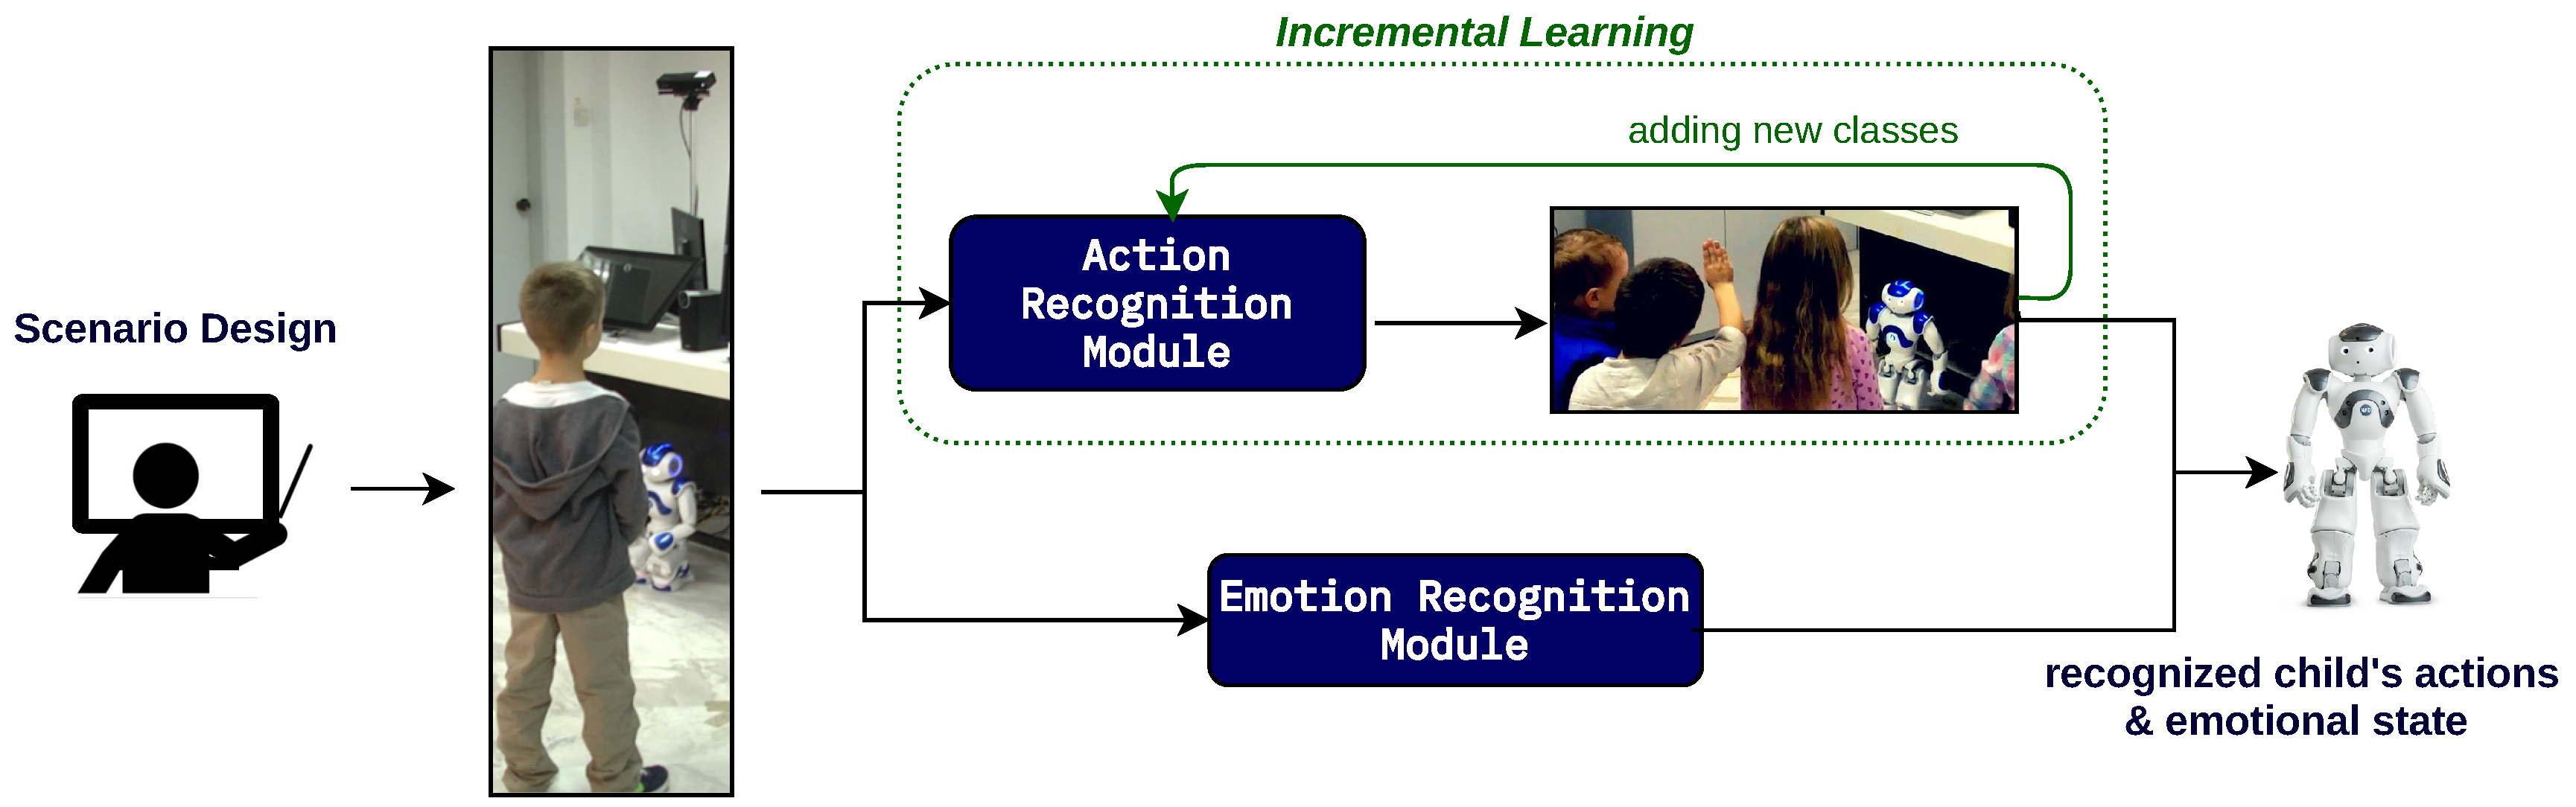 Incremental Learning
adding new classes
Action
Recognition
Module
Scenario Design
Emotion Recognition
Module
recognized child's actions
& emotional state